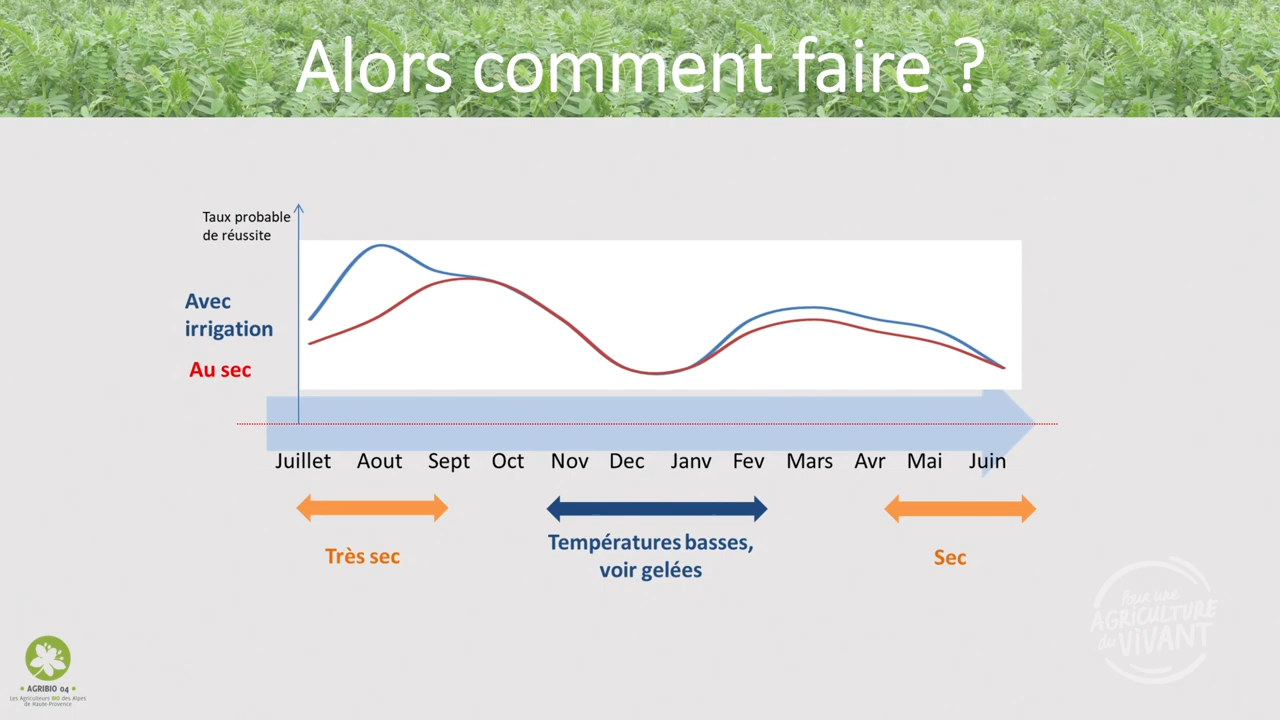 Alors comment faire ?
Taux probable
de réussite
Avec
irrigation
Au sec
Juillet Aout Sept Oct Nov Dec Janv Fev Mars Avr Mai Juin
Très sec
Températures basses,
voir gelées
Sec
Pour une
AGRICULTURE
du VIVANT
• AGRIBIO 04 •
Les Agriculteurs BIO des Alpes
de Haute-Provence